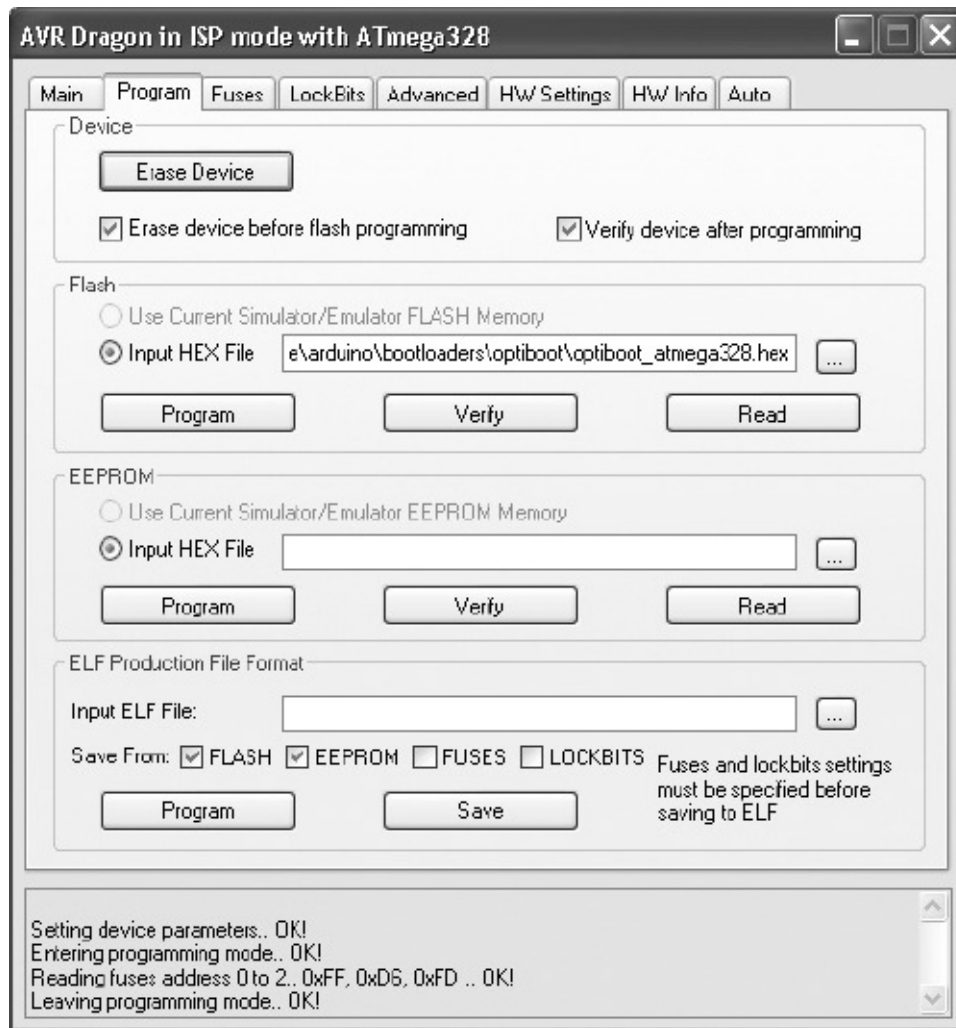 AVR Dragon in ISP mode with ATmega328
Main Program Fuses LockBits Advanced HW Settings HW Info Auto
Device
Erase Device
Erase device before flash programming Verify device after programming
Flash
Use Current Simulator/Emulator FLASH Memory
Input HEX File e\arduino\bootloaders\optiboot\optiboot_atmega328.hex ...
Program Verify Read
EEPROM
Use Current Simulator/Emulator EEPROM Memory
Input HEX File ...
Program Verify Read
ELF Production File Format
Input ELF File: ...
Save From: FLASH EEPROM FUSES LOCKBITS
Fuses and lockbits settings
must be specified before
saving to ELF
Program Save
Setting device parameters.. OK!
Entering programming mode.. OK!
Reading fuses address 0 to 2.. 0xFF, 0xD6, 0xFD .. OK!
Leaving programming mode.. OK!